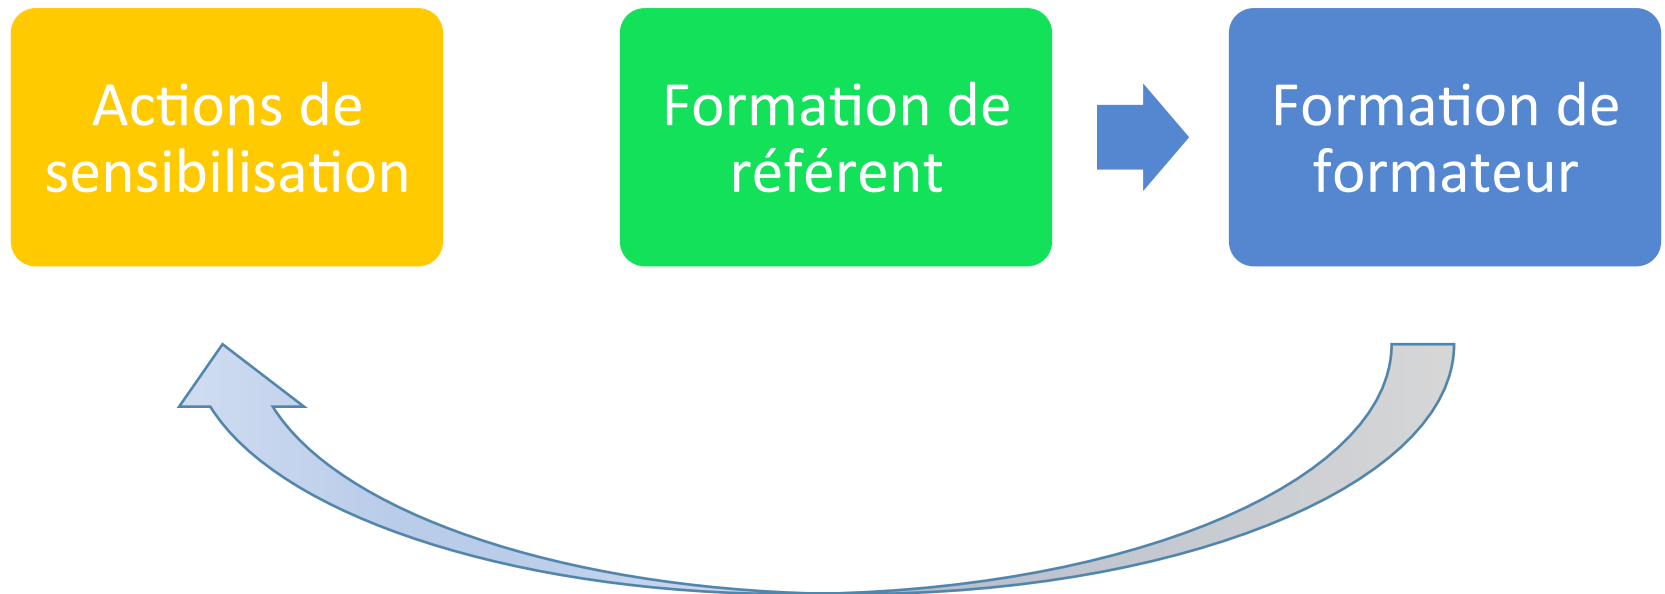 Actions de
sensibilisation
Formation de
référent
Formation de
formateur